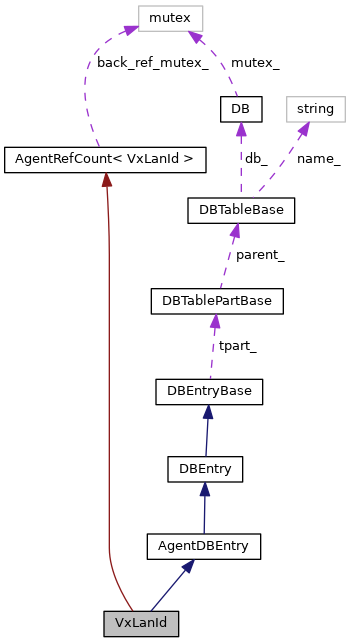 mutex
back_ref_mutex_
mutex_
DB
string
AgentRefCount< VxLanId >
db_
name_
DBTableBase
parent_
DBTablePartBase
tpart_
DBEntryBase
DBEntry
AgentDBEntry
VxLanId